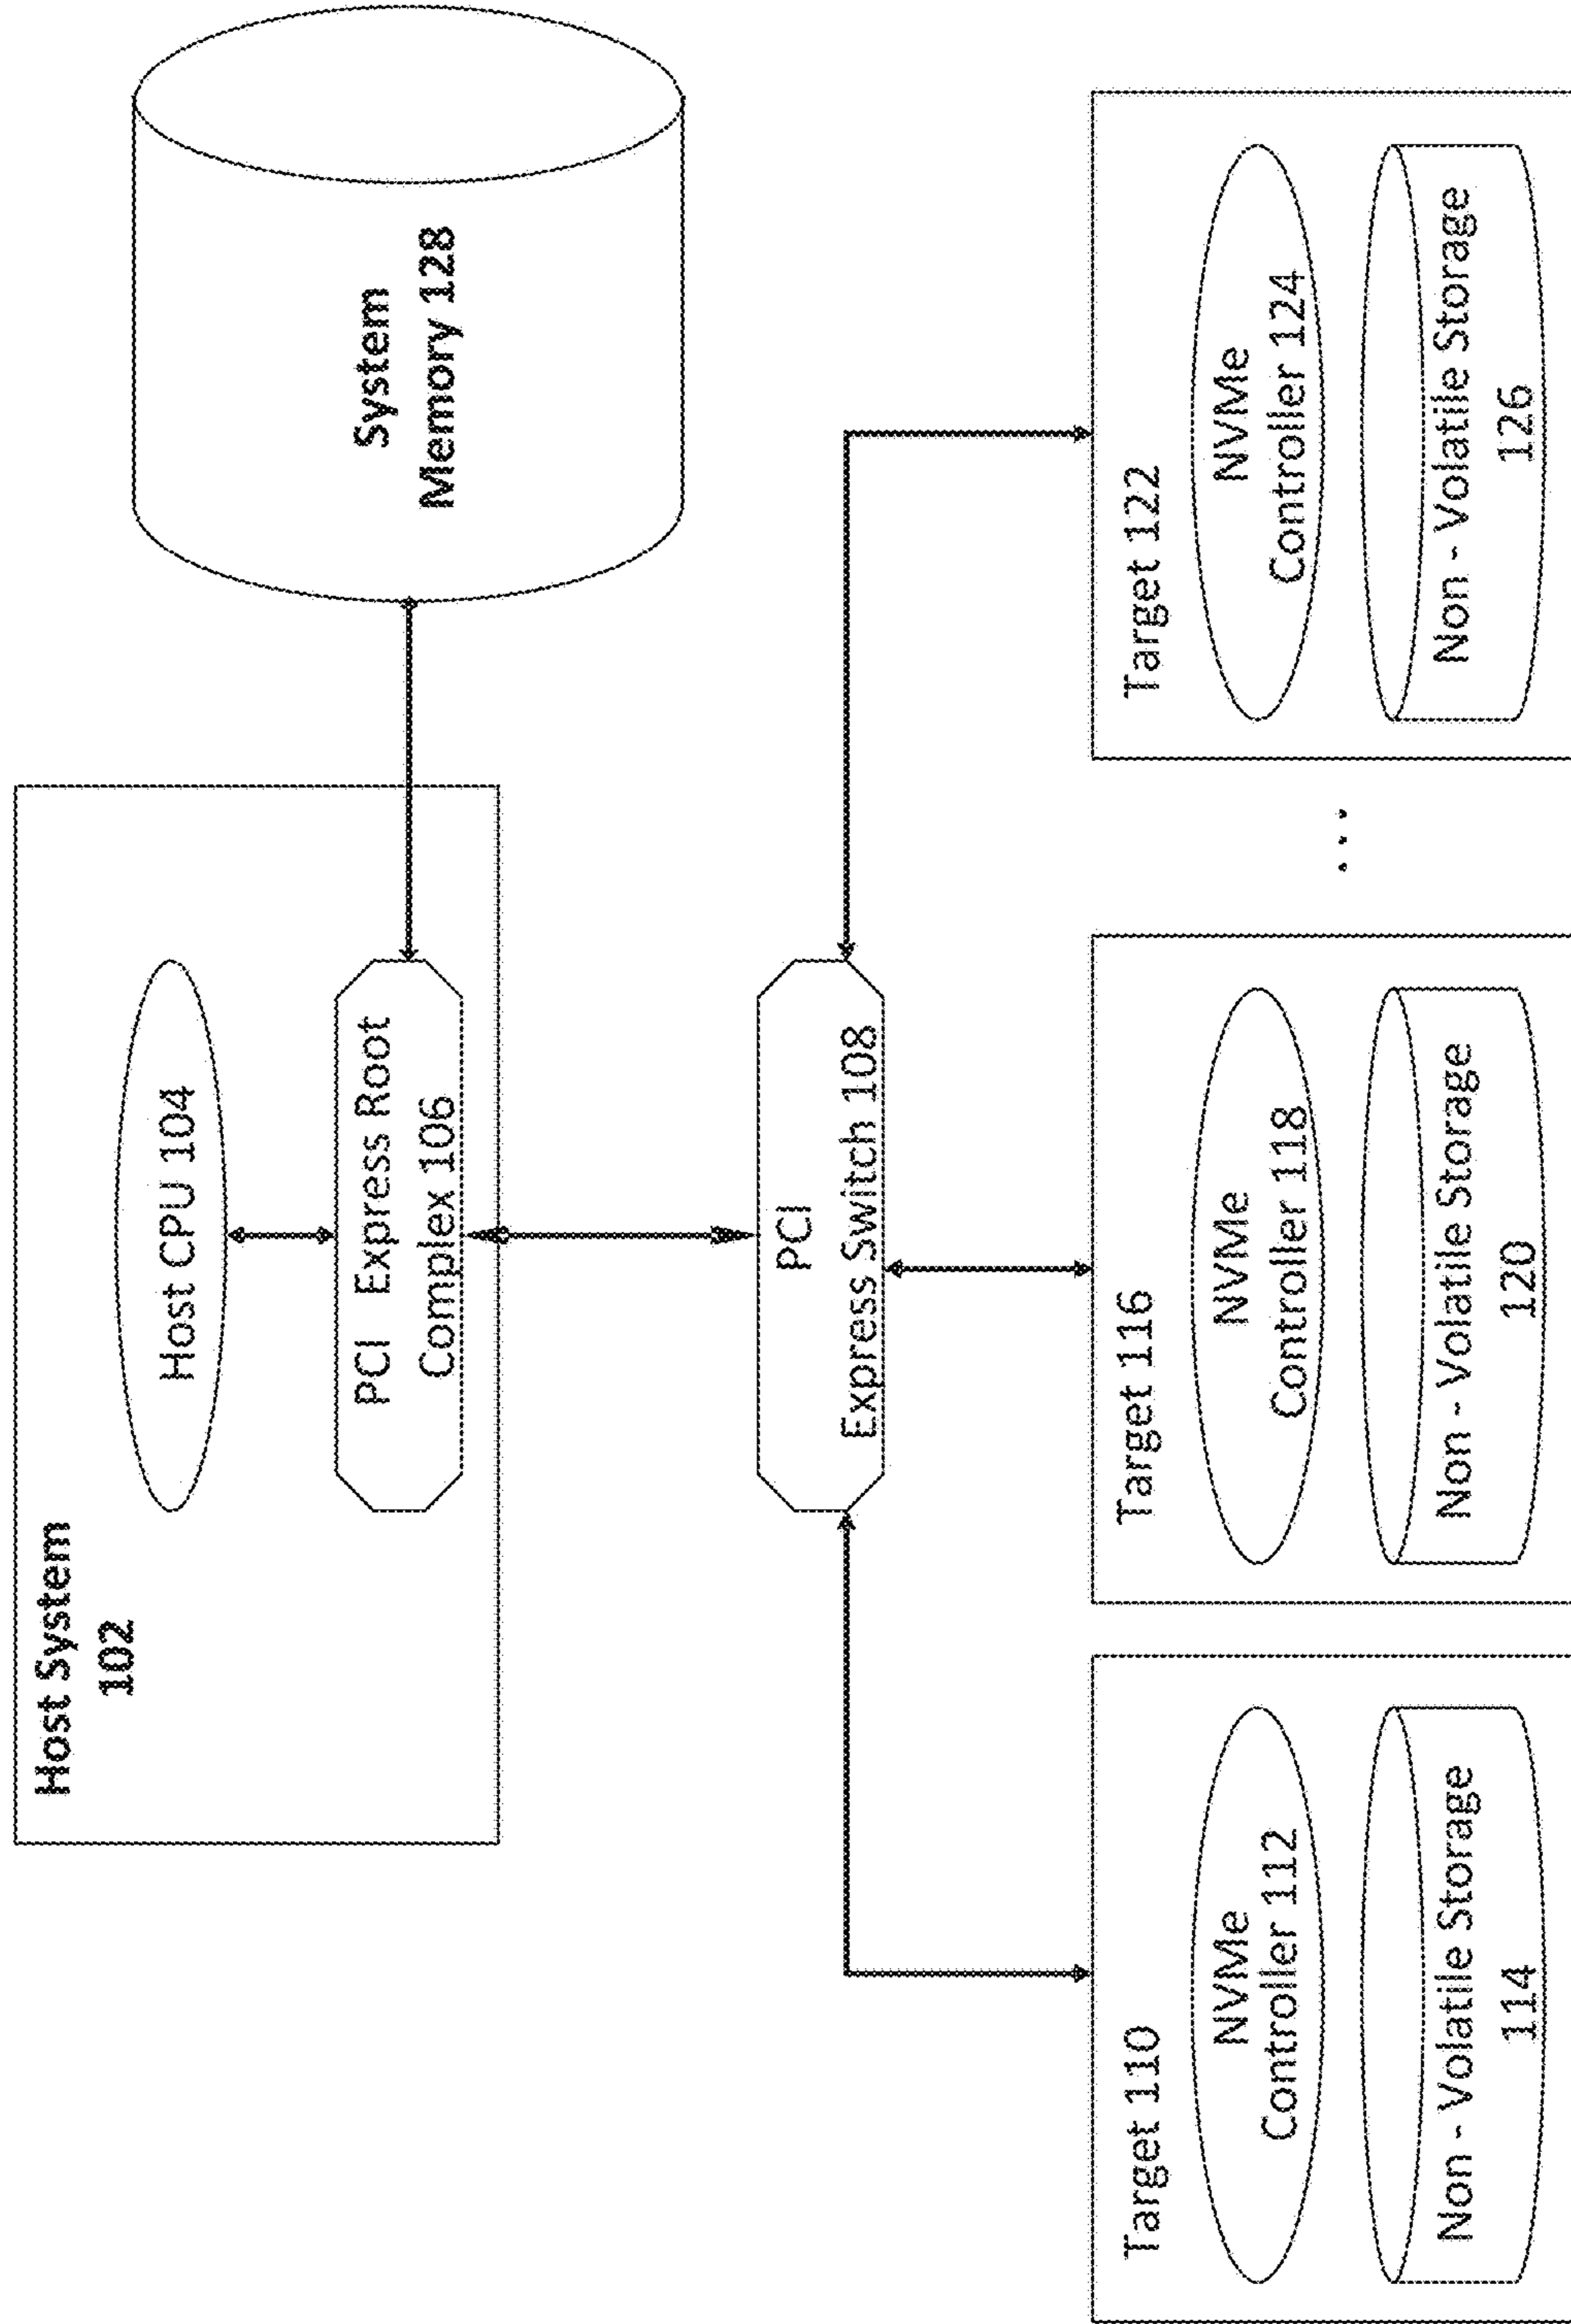 Host System
102
Host CPU 104
PCI Express Root
Complex 106
System
Memory 128
PCI
Express Switch 108
Target 110
NVMe
Controller 112
Non - Volatile Storage
114
Target 116
NVMe
Controller 118
Non - Volatile Storage
120
...
Target 122
NVMe
Controller 124
Non - Volatile Storage
126